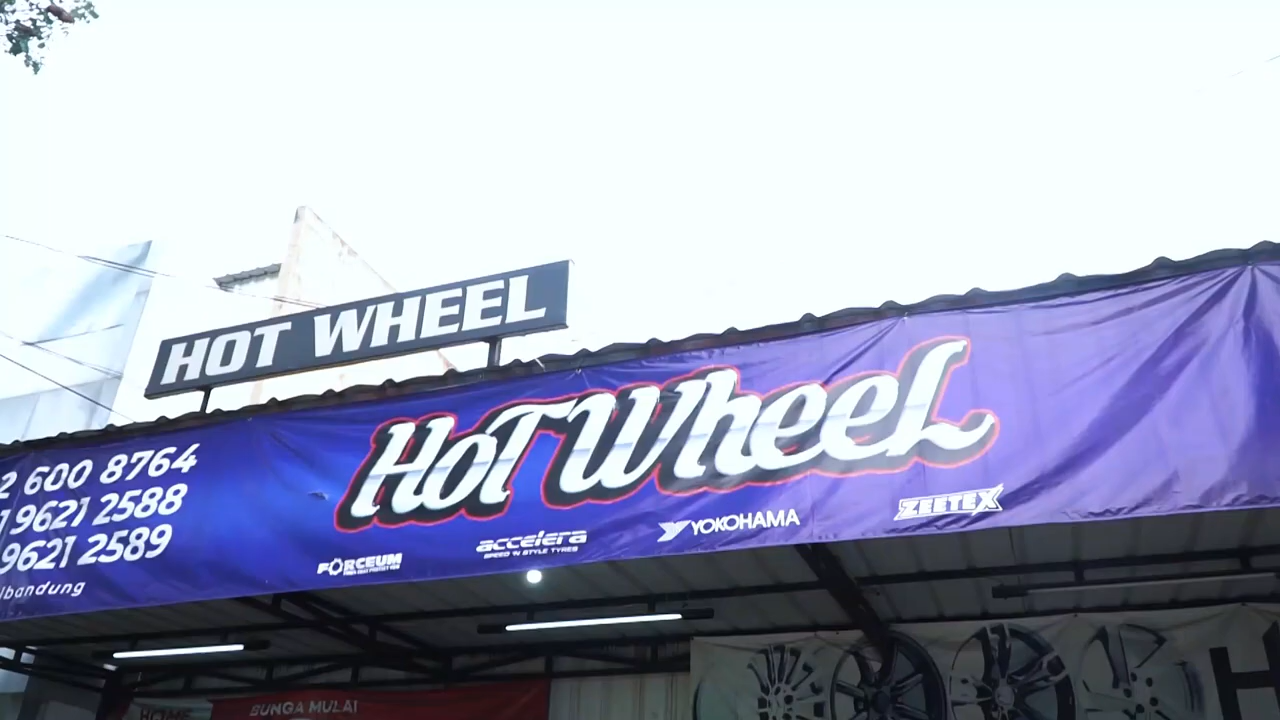 HOT WHEEL
HOT WHEEL
2 600 8764
9621 2588
9621 2589
lbandung
FORCEUM
accelera
SPEED 'N STYLE TYRES
YOKOHAMA
ZEETEX
BUNGA MULAI
HOME
H